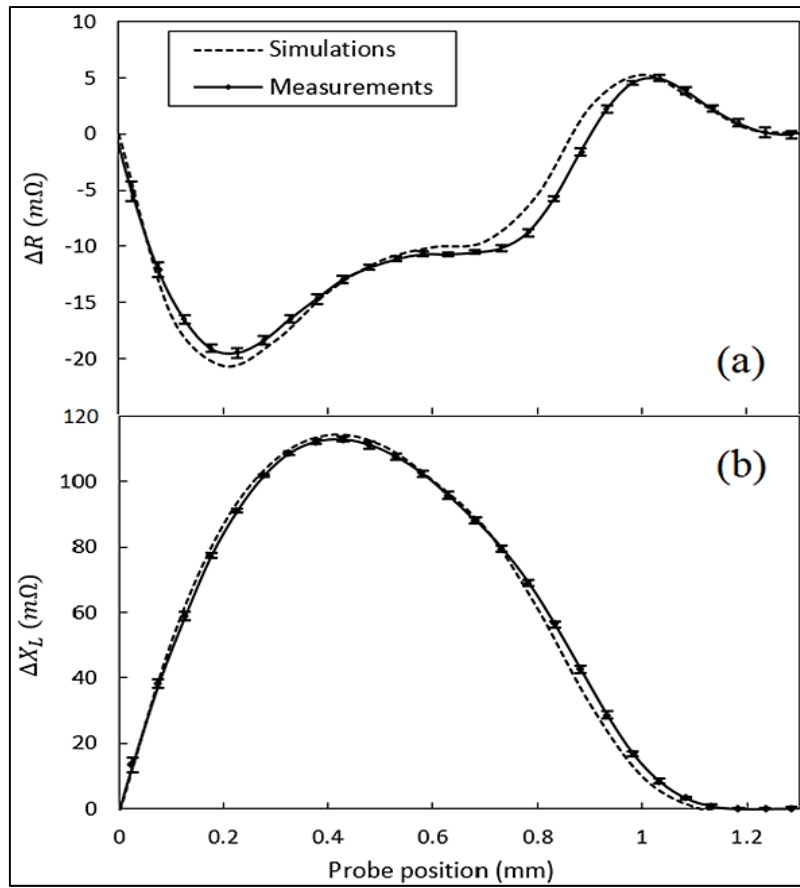 10
Simulations
Measurements
5
0
-5
-10
-15
-20
ΔR (mΩ)
(a)
120
100
80
60
40
20
0
ΔX_L (mΩ)
(b)
0 0.2 0.4 0.6 0.8 1 1.2
Probe position (mm)